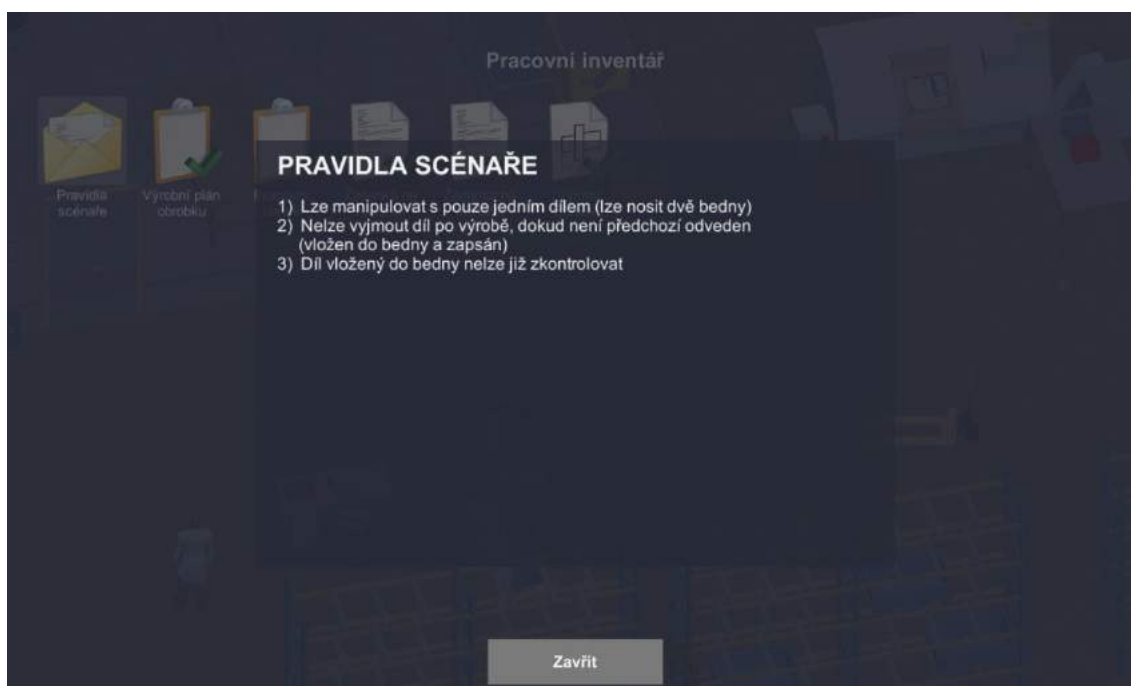 Pracovní inventář
PRAVIDLA SCÉNÁŘE
1) Lze manipulovat s pouze jedním dílem (lze nosit dvě bedny)
2) Nelze vyjmout díl po výrobě, dokud není předchozí odveden
(vložen do bedny a zapsán)
3) Díl vložený do bedny nelze již zkontrolovat
Pravidla
scénáře
Výrobní plán
obrobku
Zavřít